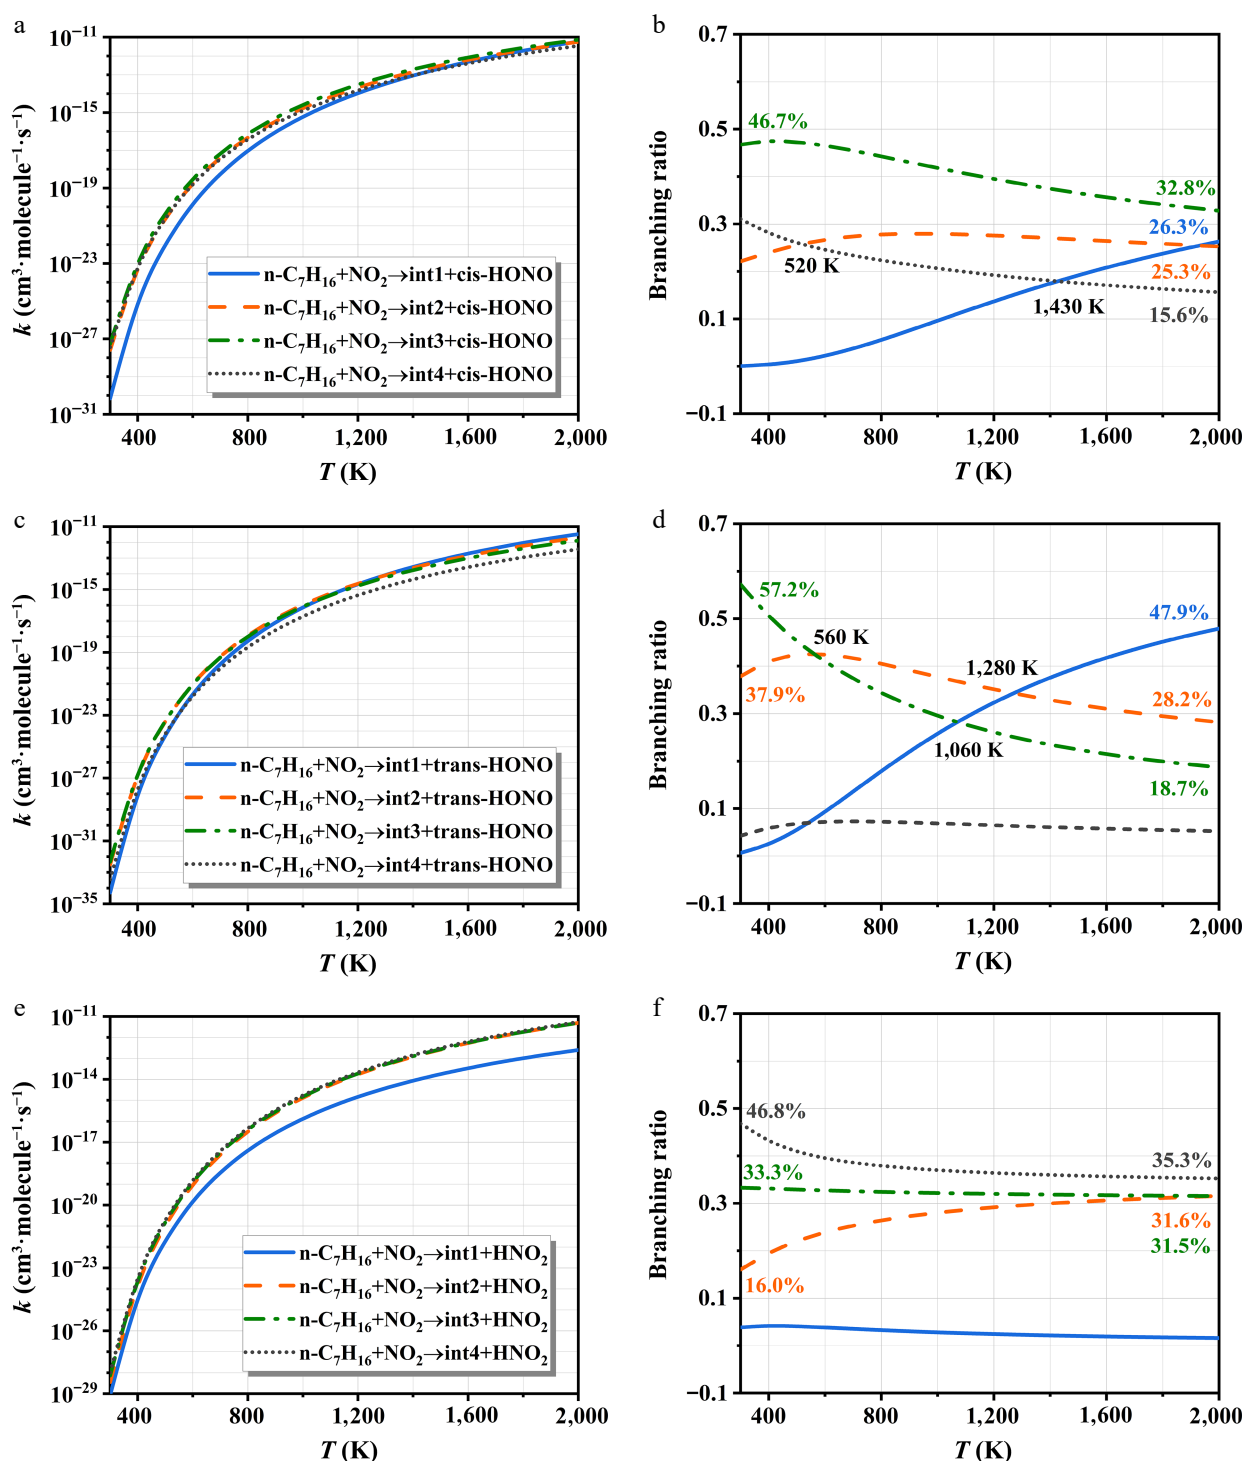 a
10⁻¹¹
10⁻¹⁵
10⁻¹⁹
10⁻²³
10⁻²⁷
10⁻³¹
k (cm³·molecule⁻¹·s⁻¹)
n-C₇H₁₆+NO₂→int1+cis-HONO
n-C₇H₁₆+NO₂→int2+cis-HONO
n-C₇H₁₆+NO₂→int3+cis-HONO
n-C₇H₁₆+NO₂→int4+cis-HONO
400 800 1,200 1,600 2,000
T (K)
b
0.7
0.5
0.3
0.1
−0.1
Branching ratio
46.7%
32.8%
26.3%
520 K
25.3%
1,430 K
15.6%
400 800 1,200 1,600 2,000
T (K)
c
10⁻¹¹
10⁻¹⁵
10⁻¹⁹
10⁻²³
10⁻²⁷
10⁻³¹
10⁻³⁵
k (cm³·molecule⁻¹·s⁻¹)
n-C₇H₁₆+NO₂→int1+trans-HONO
n-C₇H₁₆+NO₂→int2+trans-HONO
n-C₇H₁₆+NO₂→int3+trans-HONO
n-C₇H₁₆+NO₂→int4+trans-HONO
400 800 1,200 1,600 2,000
T (K)
d
0.7
0.5
0.3
0.1
−0.1
Branching ratio
57.2%
47.9%
560 K
1,280 K
37.9%
28.2%
1,060 K
18.7%
400 800 1,200 1,600 2,000
T (K)
e
10⁻¹¹
10⁻¹⁴
10⁻¹⁷
10⁻²⁰
10⁻²³
10⁻²⁶
10⁻²⁹
k (cm³·molecule⁻¹·s⁻¹)
n-C₇H₁₆+NO₂→int1+HNO₂
n-C₇H₁₆+NO₂→int2+HNO₂
n-C₇H₁₆+NO₂→int3+HNO₂
n-C₇H₁₆+NO₂→int4+HNO₂
400 800 1,200 1,600 2,000
T (K)
f
0.7
0.5
0.3
0.1
−0.1
Branching ratio
46.8%
35.3%
33.3%
31.6%
31.5%
16.0%
400 800 1,200 1,600 2,000
T (K)